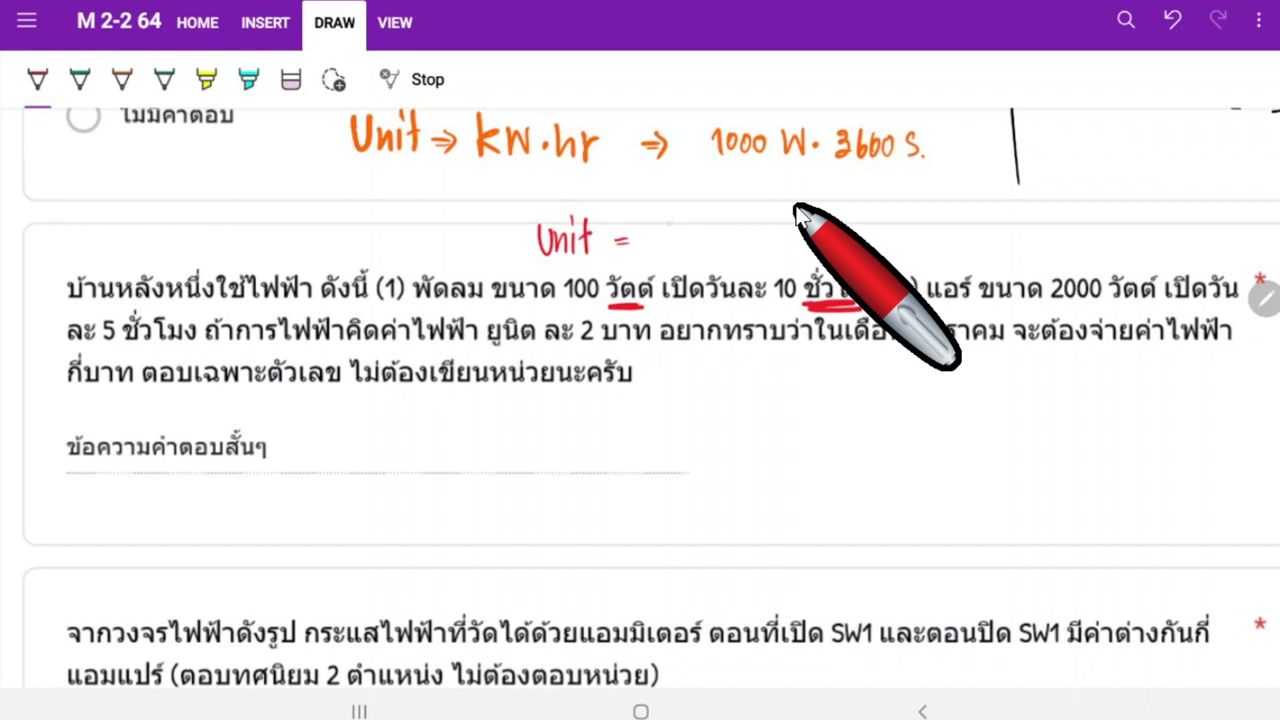 M 2-2 64 HOME INSERT DRAW VIEW
Stop
ไม่มีคำตอบ
Unit ⇒ kW·hr ⇒ 1000 W· 3600 S.
Unit =
บ้านหลังหนึ่งใช้ไฟฟ้า ดังนี้ (1) พัดลม ขนาด 100 วัตต์ เปิดวันละ 10 ) แอร์ ขนาด 2000 วัตต์ เปิดวัน *
ละ 5 ชั่วโมง ถ้าการไฟฟ้าคิดค่าไฟฟ้า ยูนิต ละ 2 บาท อยากทราบว่าใน จะต้องจ่ายค่าไฟฟ้า
กี่บาท ตอบเฉพาะตัวเลข ไม่ต้องเขียนหน่วยนะครับ
ข้อความคำตอบสั้นๆ
จากวงจรไฟฟ้าดังรูป กระแสไฟฟ้าที่วัดได้ด้วยแอมมิเตอร์ ตอนที่เปิด SW1 และตอนปิด SW1 มีค่าต่างกันกี่ *
แอมแปร์ (ตอบทศนิยม 2 ตำแหน่ง ไม่ต้องตอบหน่วย)